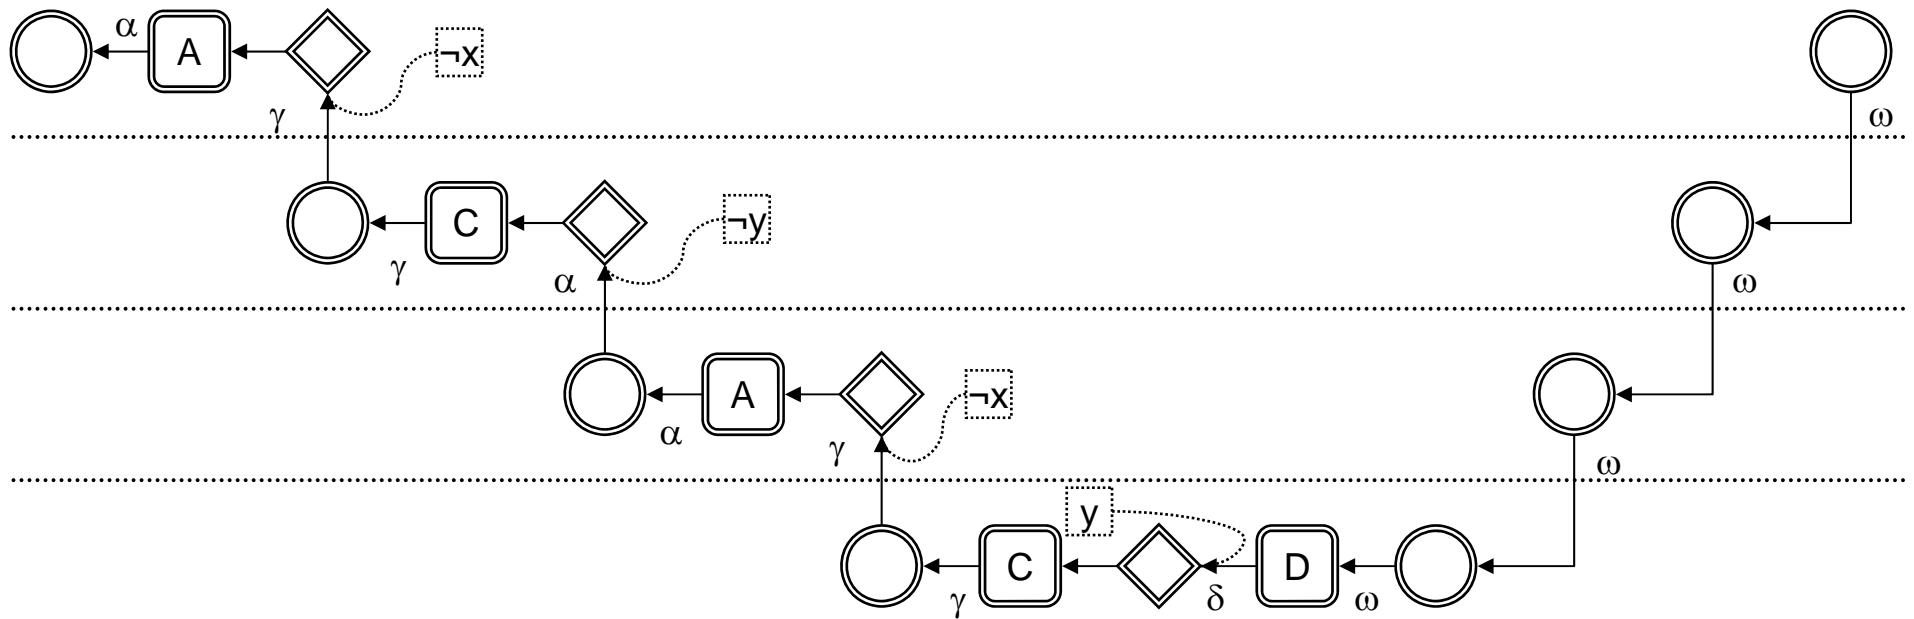 α A ¬x
γ ω
C ¬y
γ α ω
A ¬x
α γ ω
y
C D
γ δ ω